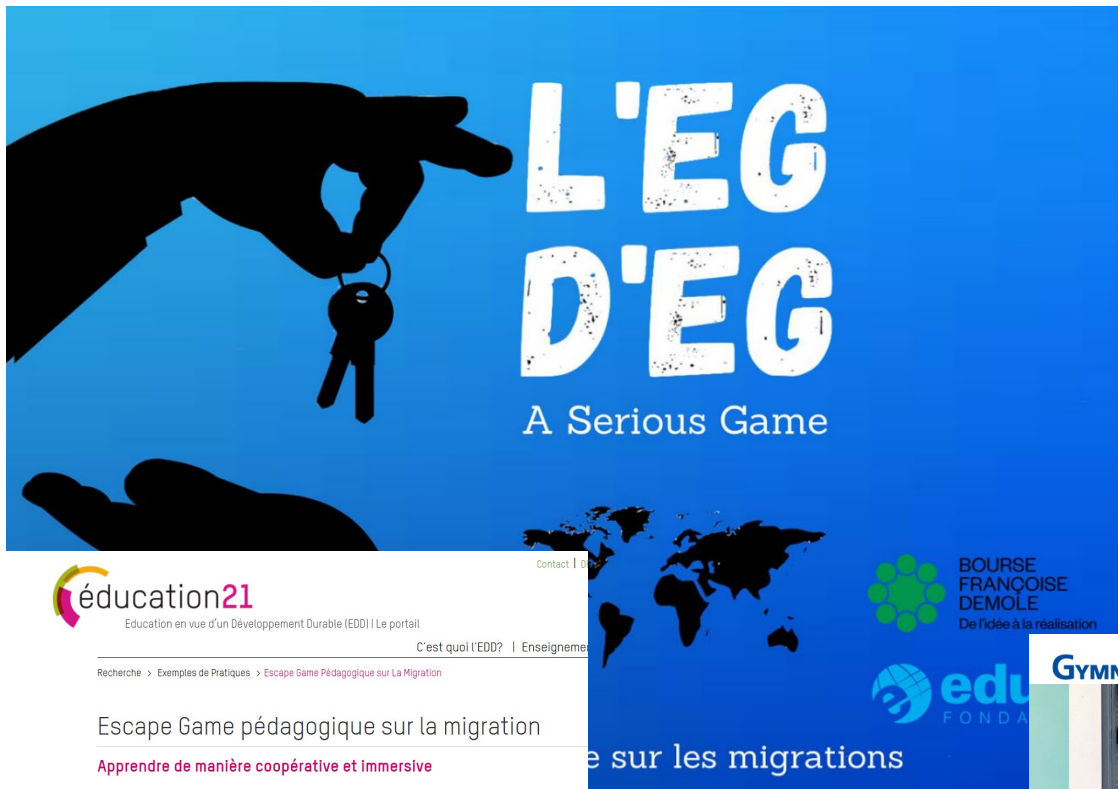 L'EG
D'EG
A Serious Game
BOURSE
FRANÇOISE
DEMOLE
De l'idée à la réalisation
FONDA
e sur les migrations
Contact |
éducation21
Education en vue d'un Développement Durable (EDD) | Le portail
C'est quoi l'EDD? | Enseigneme
Recherche > Exemples de Pratiques > Escape Game Pédagogique sur La Migration
Escape Game pédagogique sur la migration
Apprendre de manière coopérative et immersive